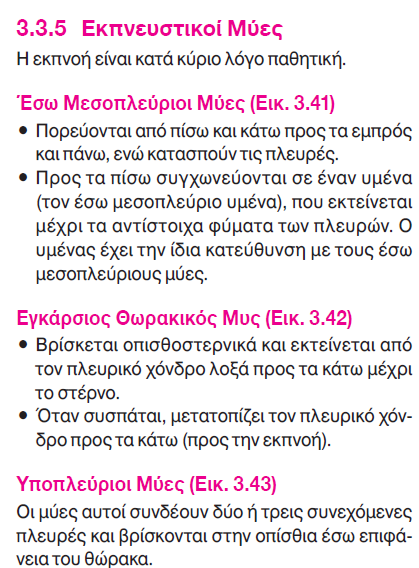 3.3.5 Εκπνευστικοί Μύες
Η εκπνοή είναι κατά κύριο λόγο παθητική.
Έσω Μεσοπλεύριοι Μύες (Εικ. 3.41)
● Πορεύονται από πίσω και κάτω προς τα εμπρός
και πάνω, ενώ κατασπούν τις πλευρές.
● Προς τα πίσω συγχωνεύονται σε έναν υμένα
(τον έσω μεσοπλεύριο υμένα), που εκτείνεται
μέχρι τα αντίστοιχα φύματα των πλευρών. Ο
υμένας έχει την ίδια κατεύθυνση με τους έσω
μεσοπλεύριους μύες.
Εγκάρσιος Θωρακικός Μυς (Εικ. 3.42)
● Βρίσκεται οπισθοστερνικά και εκτείνεται από
τον πλευρικό χόνδρο λοξά προς τα κάτω μέχρι
το στέρνο.
● Όταν συσπάται, μετατοπίζει τον πλευρικό χόν-
δρο προς τα κάτω (προς την εκπνοή).
Υποπλεύριοι Μύες (Εικ. 3.43)
Οι μύες αυτοί συνδέουν δύο ή τρεις συνεχόμενες
πλευρές και βρίσκονται στην οπίσθια έσω επιφά-
νεια του θώρακα.